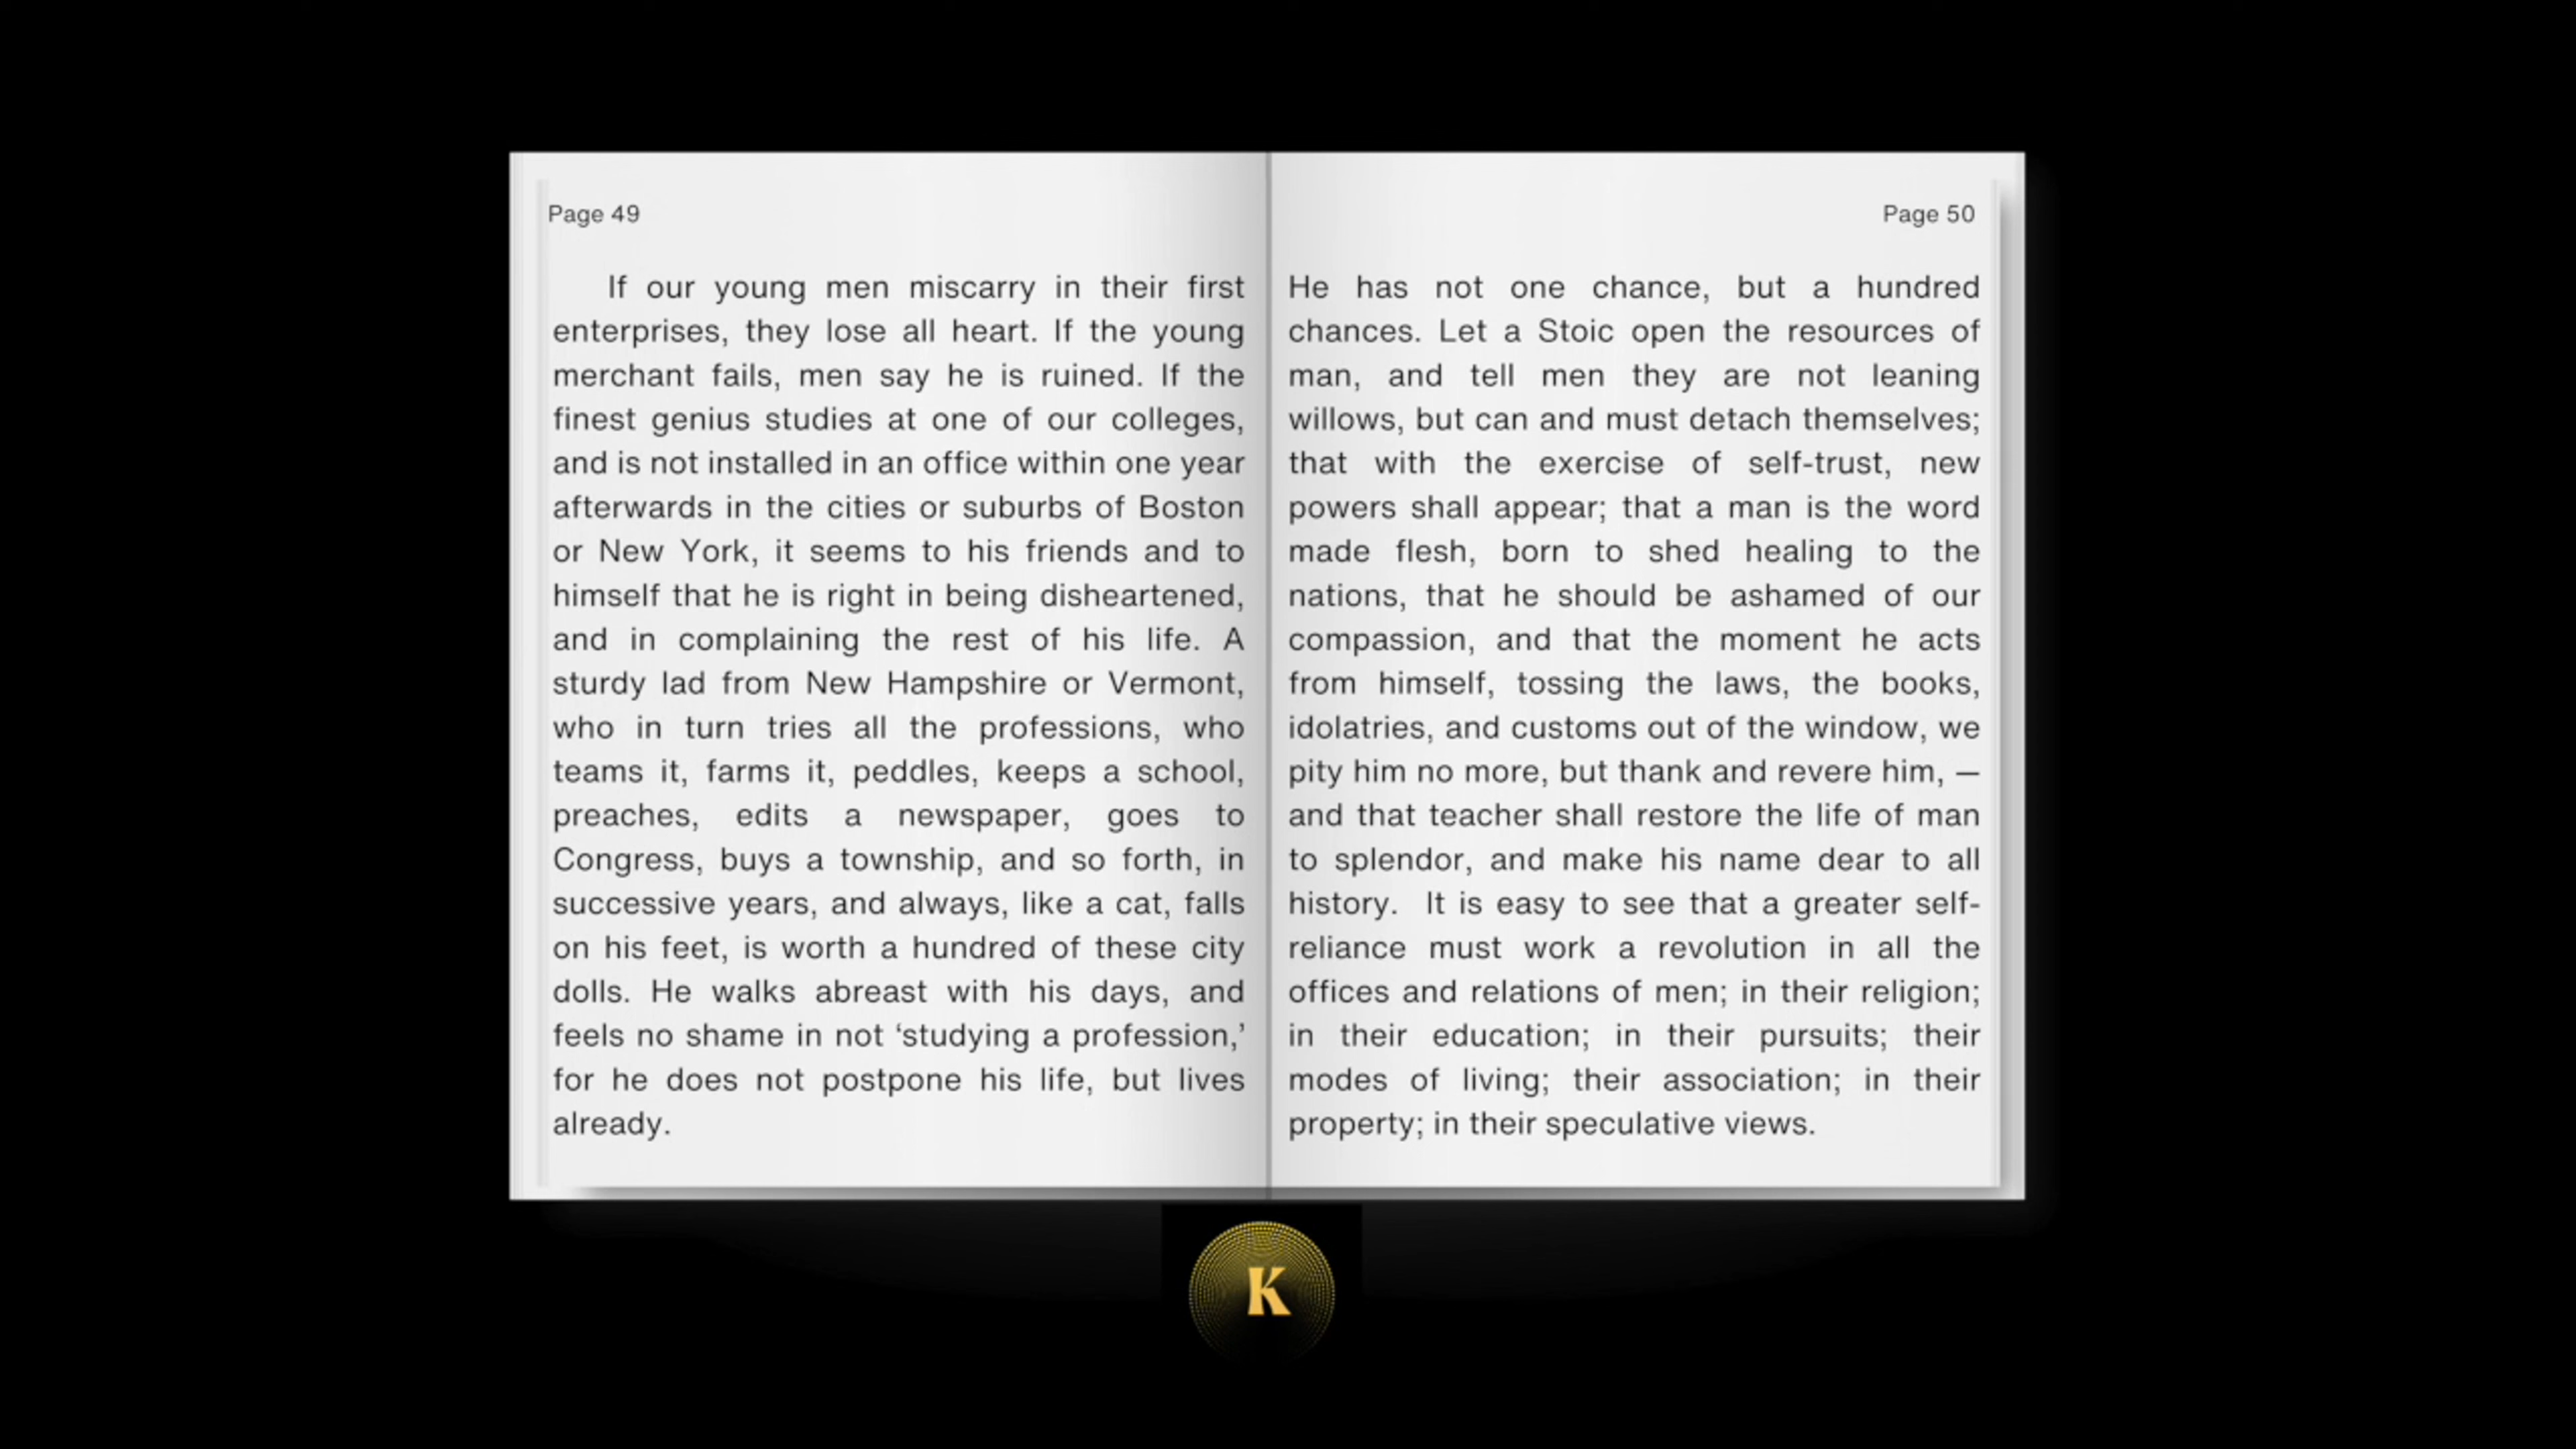 Page 49
If our young men miscarry in their first
enterprises, they lose all heart. If the young
merchant fails, men say he is ruined. If the
finest genius studies at one of our colleges,
and is not installed in an office within one year
afterwards in the cities or suburbs of Boston
or New York, it seems to his friends and to
himself that he is right in being disheartened,
and in complaining the rest of his life. A
sturdy lad from New Hampshire or Vermont,
who in turn tries all the professions, who
teams it, farms it, peddles, keeps a school,
preaches, edits a newspaper, goes to
Congress, buys a township, and so forth, in
successive years, and always, like a cat, falls
on his feet, is worth a hundred of these city
dolls. He walks abreast with his days, and
feels no shame in not ‘studying a profession,’
for he does not postpone his life, but lives
already.
Page 50
He has not one chance, but a hundred
chances. Let a Stoic open the resources of
man, and tell men they are not leaning
willows, but can and must detach themselves;
that with the exercise of self-trust, new
powers shall appear; that a man is the word
made flesh, born to shed healing to the
nations, that he should be ashamed of our
compassion, and that the moment he acts
from himself, tossing the laws, the books,
idolatries, and customs out of the window, we
pity him no more, but thank and revere him, —
and that teacher shall restore the life of man
to splendor, and make his name dear to all
history. It is easy to see that a greater self-
reliance must work a revolution in all the
offices and relations of men; in their religion;
in their education; in their pursuits; their
modes of living; their association; in their
property; in their speculative views.
K